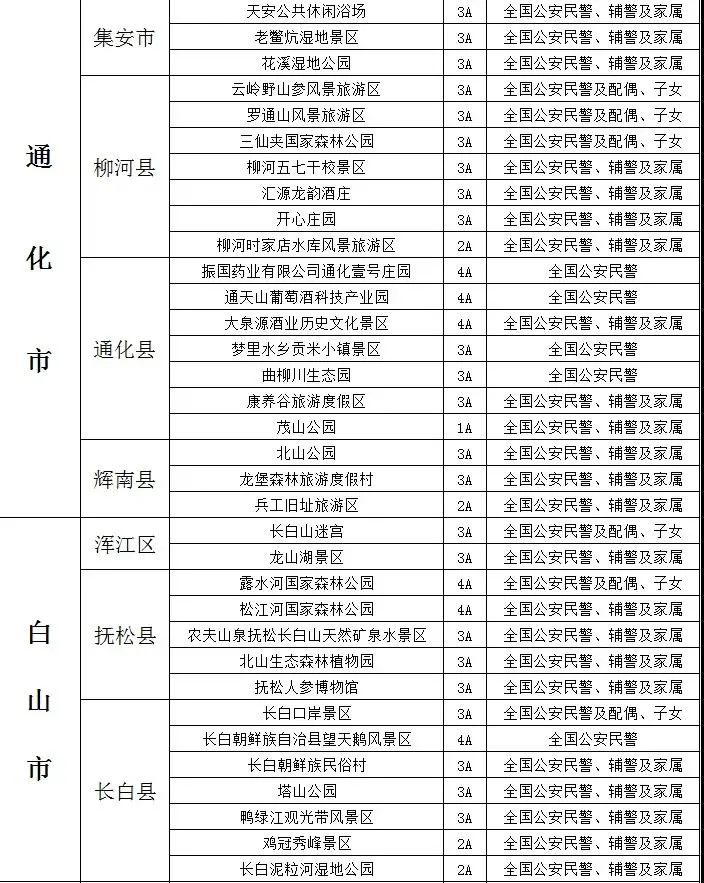 通化市
集安市
天安公共休闲浴场 3A 全国公安民警、辅警及家属
老鳖炕湿地景区 3A 全国公安民警、辅警及家属
花溪湿地公园 3A 全国公安民警、辅警及家属
柳河县
云岭野山参风景旅游区 3A 全国公安民警及配偶、子女
罗通山风景旅游区 3A 全国公安民警及配偶、子女
三仙夹国家森林公园 3A 全国公安民警及配偶、子女
柳河五七干校景区 3A 全国公安民警、辅警及家属
汇源龙韵酒庄 3A 全国公安民警、辅警及家属
开心庄园 3A 全国公安民警、辅警及家属
柳河时家店水库风景旅游区 2A 全国公安民警、辅警及家属
通化县
振国药业有限公司通化壹号庄园 4A 全国公安民警
通天山葡萄酒科技产业园 4A 全国公安民警
大泉源酒业历史文化景区 4A 全国公安民警、辅警及家属
梦里水乡贡米小镇景区 3A 全国公安民警
曲柳川生态园 3A 全国公安民警
康养谷旅游度假区 3A 全国公安民警、辅警及家属
茂山公园 1A 全国公安民警、辅警及家属
辉南县
北山公园 3A 全国公安民警、辅警及家属
龙堡森林旅游度假村 3A 全国公安民警、辅警及家属
兵工旧址旅游区 2A 全国公安民警、辅警及家属
白山市
浑江区
长白山迷宫 3A 全国公安民警及配偶、子女
龙山湖景区 3A 全国公安民警、辅警及家属
抚松县
露水河国家森林公园 4A 全国公安民警及配偶、子女
松江河国家森林公园 4A 全国公安民警、辅警及家属
农夫山泉抚松长白山天然矿泉水景区 3A 全国公安民警、辅警及家属
北山生态森林植物园 3A 全国公安民警、辅警及家属
抚松人参博物馆 3A 全国公安民警、辅警及家属
长白县
长白口岸景区 3A 全国公安民警及配偶、子女
长白朝鲜族自治县望天鹅风景区 4A 全国公安民警
长白朝鲜族民俗村 3A 全国公安民警、辅警及家属
塔山公园 3A 全国公安民警、辅警及家属
鸭绿江观光带风景区 3A 全国公安民警、辅警及家属
鸡冠秀峰景区 2A 全国公安民警、辅警及家属
长白泥粒河湿地公园 2A 全国公安民警、辅警及家属